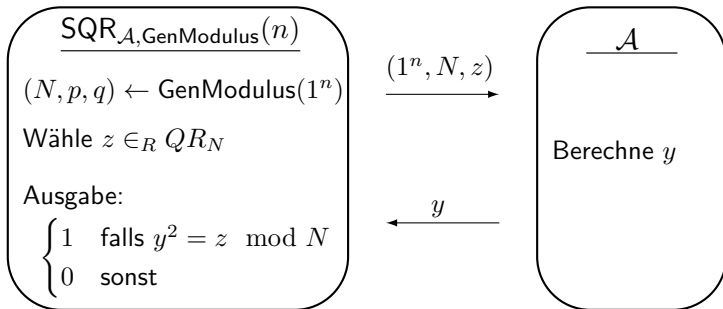 SQR_{𝒜,GenModulus}(n)
(N, p, q) ← GenModulus(1^n)
Wähle z ∈_R QR_N
Ausgabe:
{ 1 falls y^2 = z mod N
0 sonst
(1^n, N, z)
y
𝒜
Berechne y